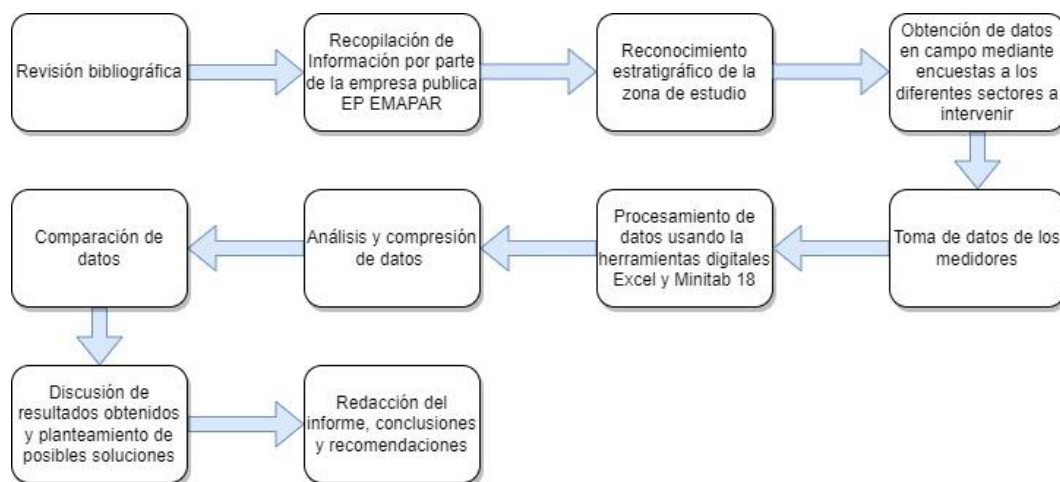 Revisión bibliográfica
Recopilación de
Información por parte
de la empresa publica
EP EMAPAR
Reconocimiento
estratigráfico de la
zona de estudio
Obtención de datos
en campo mediante
encuestas a los
diferentes sectores a
intervenir
Toma de datos de los
medidores
Procesamiento de
datos usando la
herramientas digitales
Excel y Minitab 18
Análisis y compresión
de datos
Comparación de
datos
Discusión de
resultados obtenidos
y planteamiento de
posibles soluciones
Redacción del
informe, conclusiones
y recomendaciones